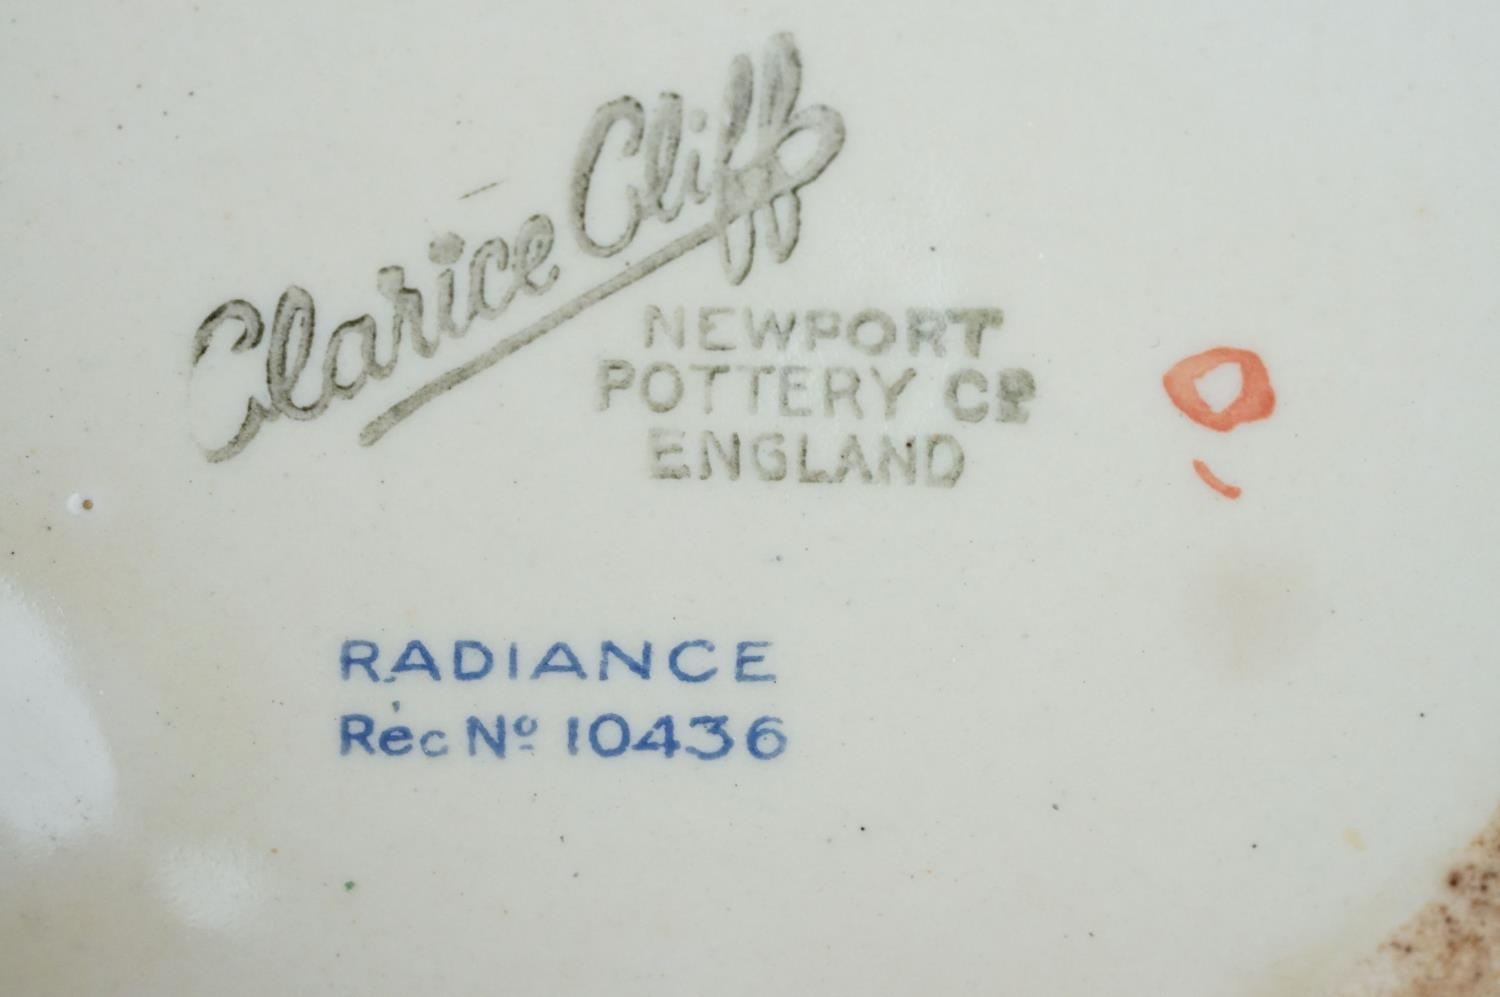 Clarice Cliff
NEWPORT
POTTERY Cº
ENGLAND
RADIANCE
Rec Nº 10436